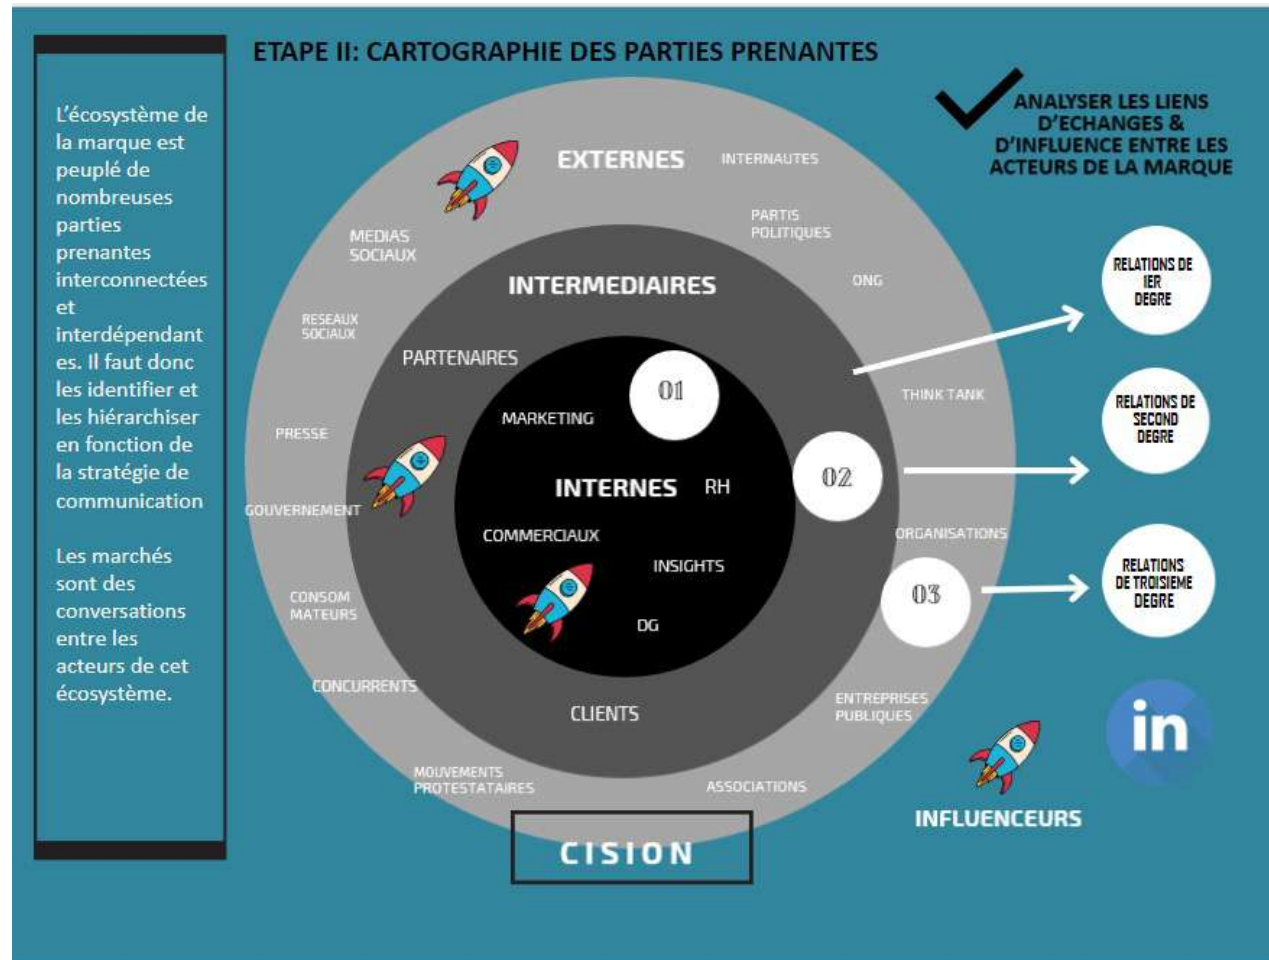 ETAPE II: CARTOGRAPHIE DES PARTIES PRENANTES
L'écosystème de
la marque est
peuplé de
nombreuses
parties
prenantes
interconnectées
et
interdépendant
es. Il faut donc
les identifier et
les hiérarchiser
en fonction de
la stratégie de
communication
Les marchés
sont des
conversations
entre les
acteurs de cet
écosystème.
ANALYSER LES LIENS
D'ECHANGES &
D'INFLUENCE ENTRE LES
ACTEURS DE LA MARQUE
EXTERNES
INTERNAUTES
PARTIS
POLITIQUES
MEDIAS
SOCIAUX
ONG
RESEAUX
SOCIAUX
THINK TANK
PRESSE
GOUVERNEMENT
ORGANISATIONS
CONSOM
MATEURS
CONCURRENTS
ENTREPRISES
PUBLIQUES
MOUVEMENTS
PROTESTATAIRES
ASSOCIATIONS
INTERMEDIAIRES
PARTENAIRES
CLIENTS
01
MARKETING
INTERNES
RH
COMMERCIAUX
INSIGHTS
DG
02
03
RELATIONS DE
1ER
DEGRE
RELATIONS DE
SECOND
DEGRE
RELATIONS
DE TROISIEME
DEGRE
in
INFLUENCEURS
CISION